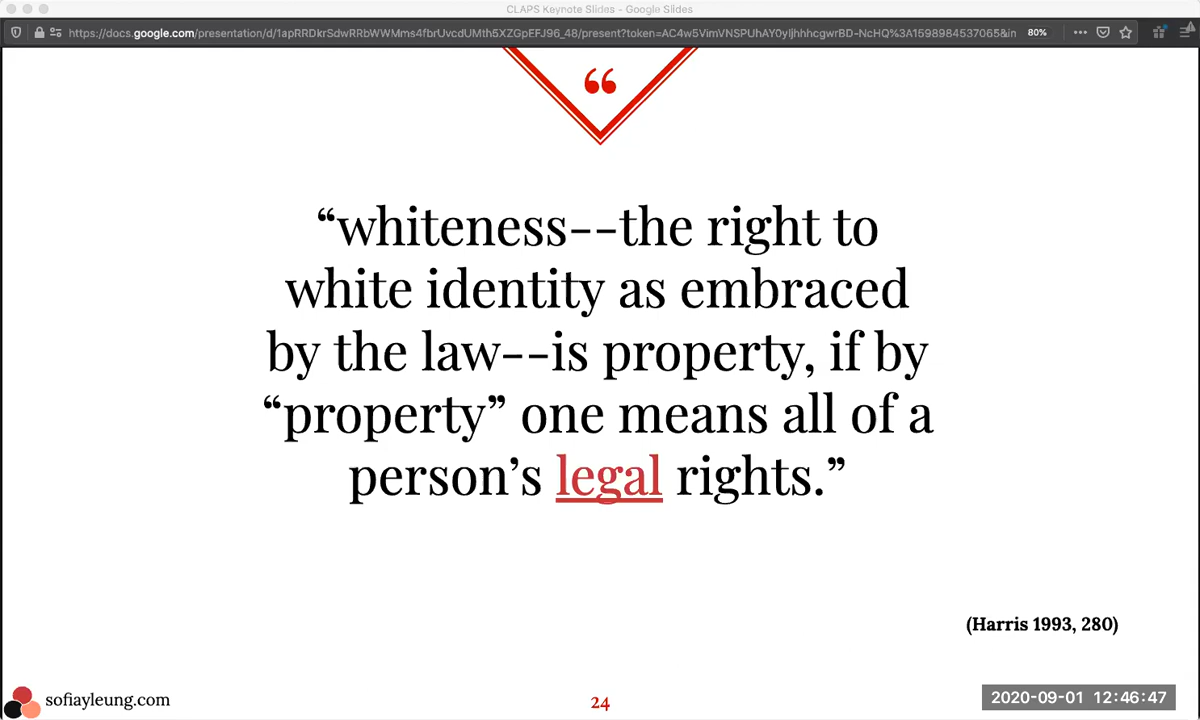 CLAPS Keynote Slides - Google Slides
https://docs.google.com/presentation/d/1apRRDkrSdwRRbWWMms4fbrUvcdUMth5XZGpEFJ96_48/present?token=AC4w5VimVNSPUhAY0yljhhhcgwrBD-NcHQ%3A1598984537065&in 80%
“
“whiteness--the right to
white identity as embraced
by the law--is property, if by
“property” one means all of a
person’s legal rights.”
(Harris 1993, 280)
sofiayleung.com
24
2020-09-01 12:46:47